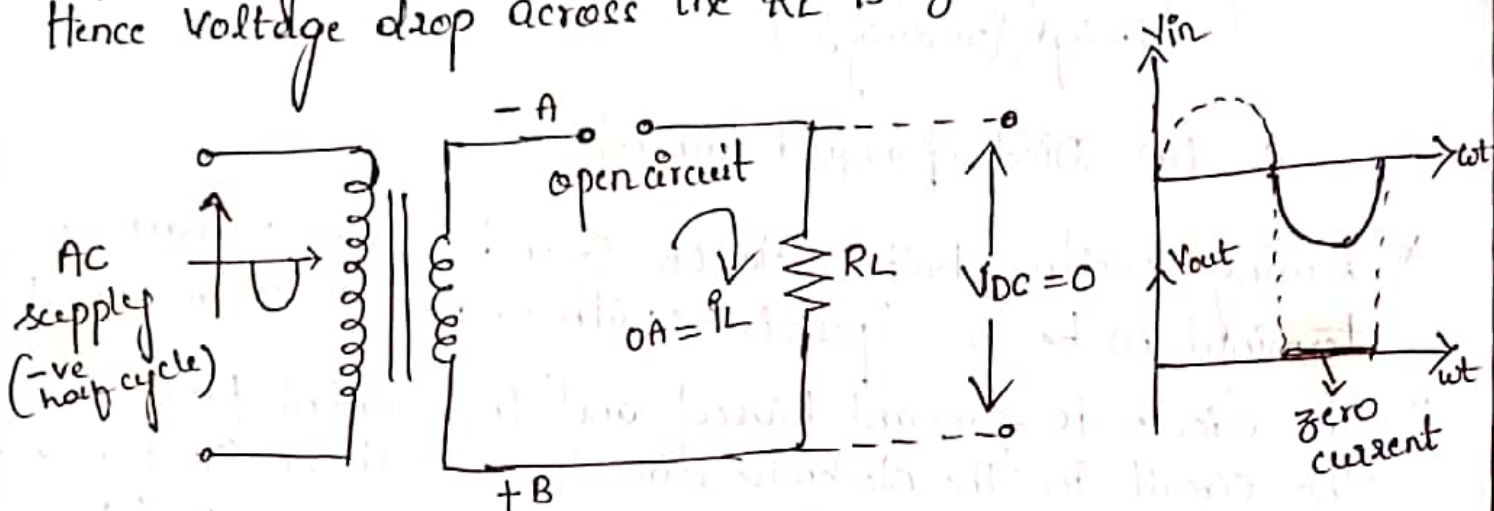 Hence Voltage drop across the RL is
Vin
- A
open circuit
ωt
AC
supply
(-ve
half cycle)
0A = iL
RL
VDC = 0
Vout
ωt
zero
current
+ B